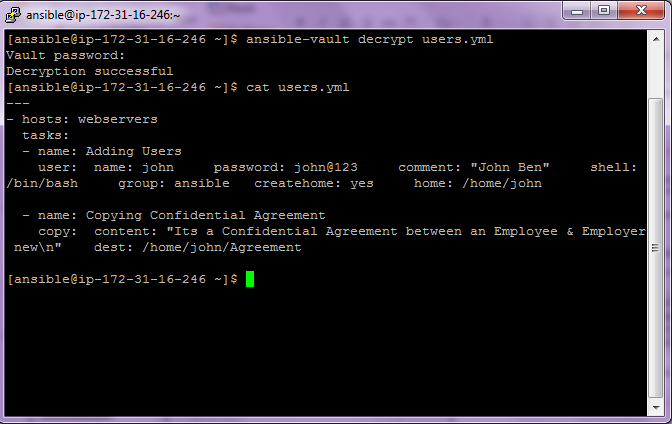 ansible@ip-172-31-16-246:~
[ansible@ip-172-31-16-246 ~]$ ansible-vault decrypt users.yml
Vault password:
Decryption successful
[ansible@ip-172-31-16-246 ~]$ cat users.yml
---
- hosts: webservers
  tasks:
  - name: Adding Users
    user:  name: john     password: john@123     comment: "John Ben"     shell:
/bin/bash     group: ansible   createhome: yes     home: /home/john

  - name: Copying Confidential Agreement
    copy:  content: "Its a Confidential Agreement between an Employee & Employer
 new\n"    dest: /home/john/Agreement

[ansible@ip-172-31-16-246 ~]$